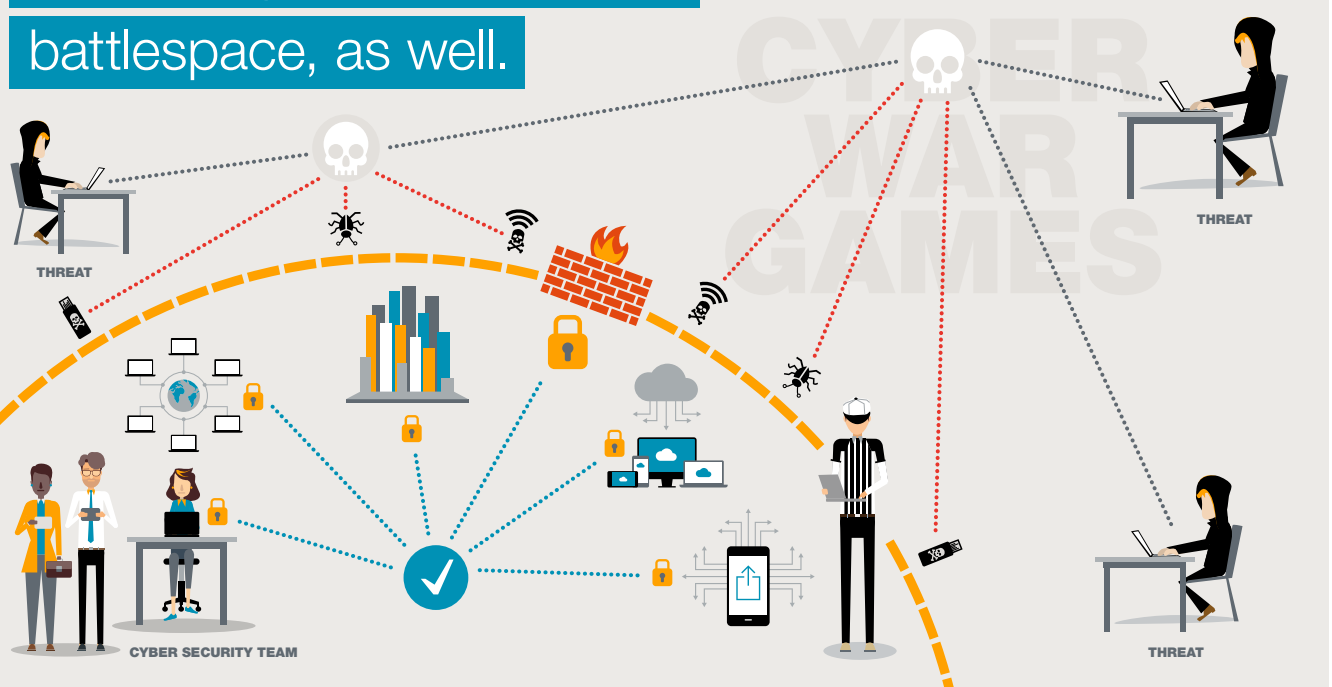 battlespace, as well.
CYBER
WAR
GAMES
THREAT
THREAT
CYBER SECURITY TEAM
THREAT